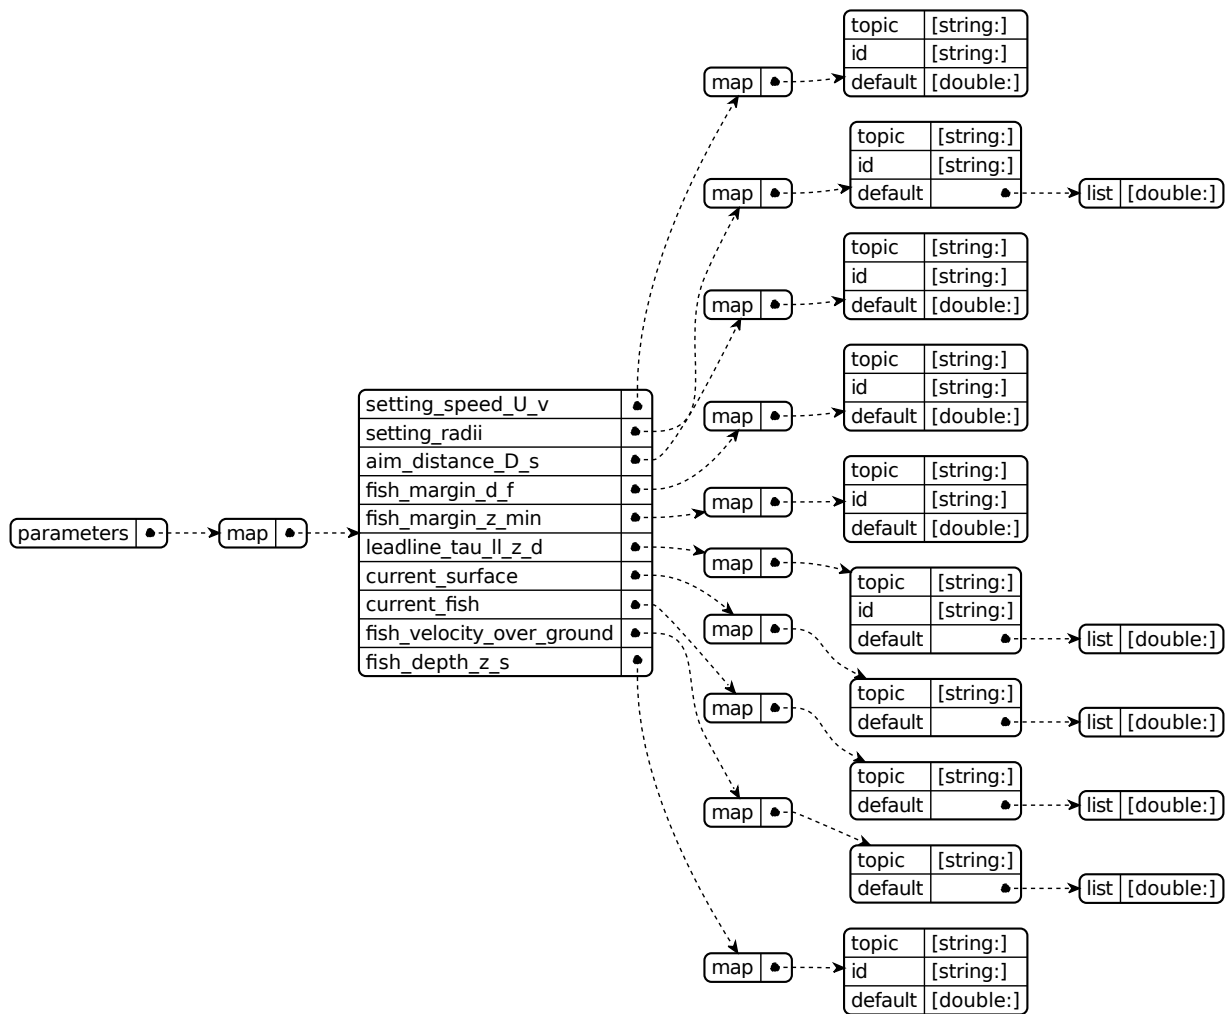 parameters
map
setting_speed_U_v
setting_radii
aim_distance_D_s
fish_margin_d_f
fish_margin_z_min
leadline_tau_ll_z_d
current_surface
current_fish
fish_velocity_over_ground
fish_depth_z_s
map
topic [string:]
id [string:]
default [double:]
map
topic [string:]
id [string:]
default
list [double:]
map
topic [string:]
id [string:]
default [double:]
map
topic [string:]
id [string:]
default [double:]
map
topic [string:]
id [string:]
default [double:]
map
topic [string:]
id [string:]
default
list [double:]
map
topic [string:]
default
list [double:]
map
topic [string:]
default
list [double:]
map
topic [string:]
default
list [double:]
map
topic [string:]
id [string:]
default [double:]